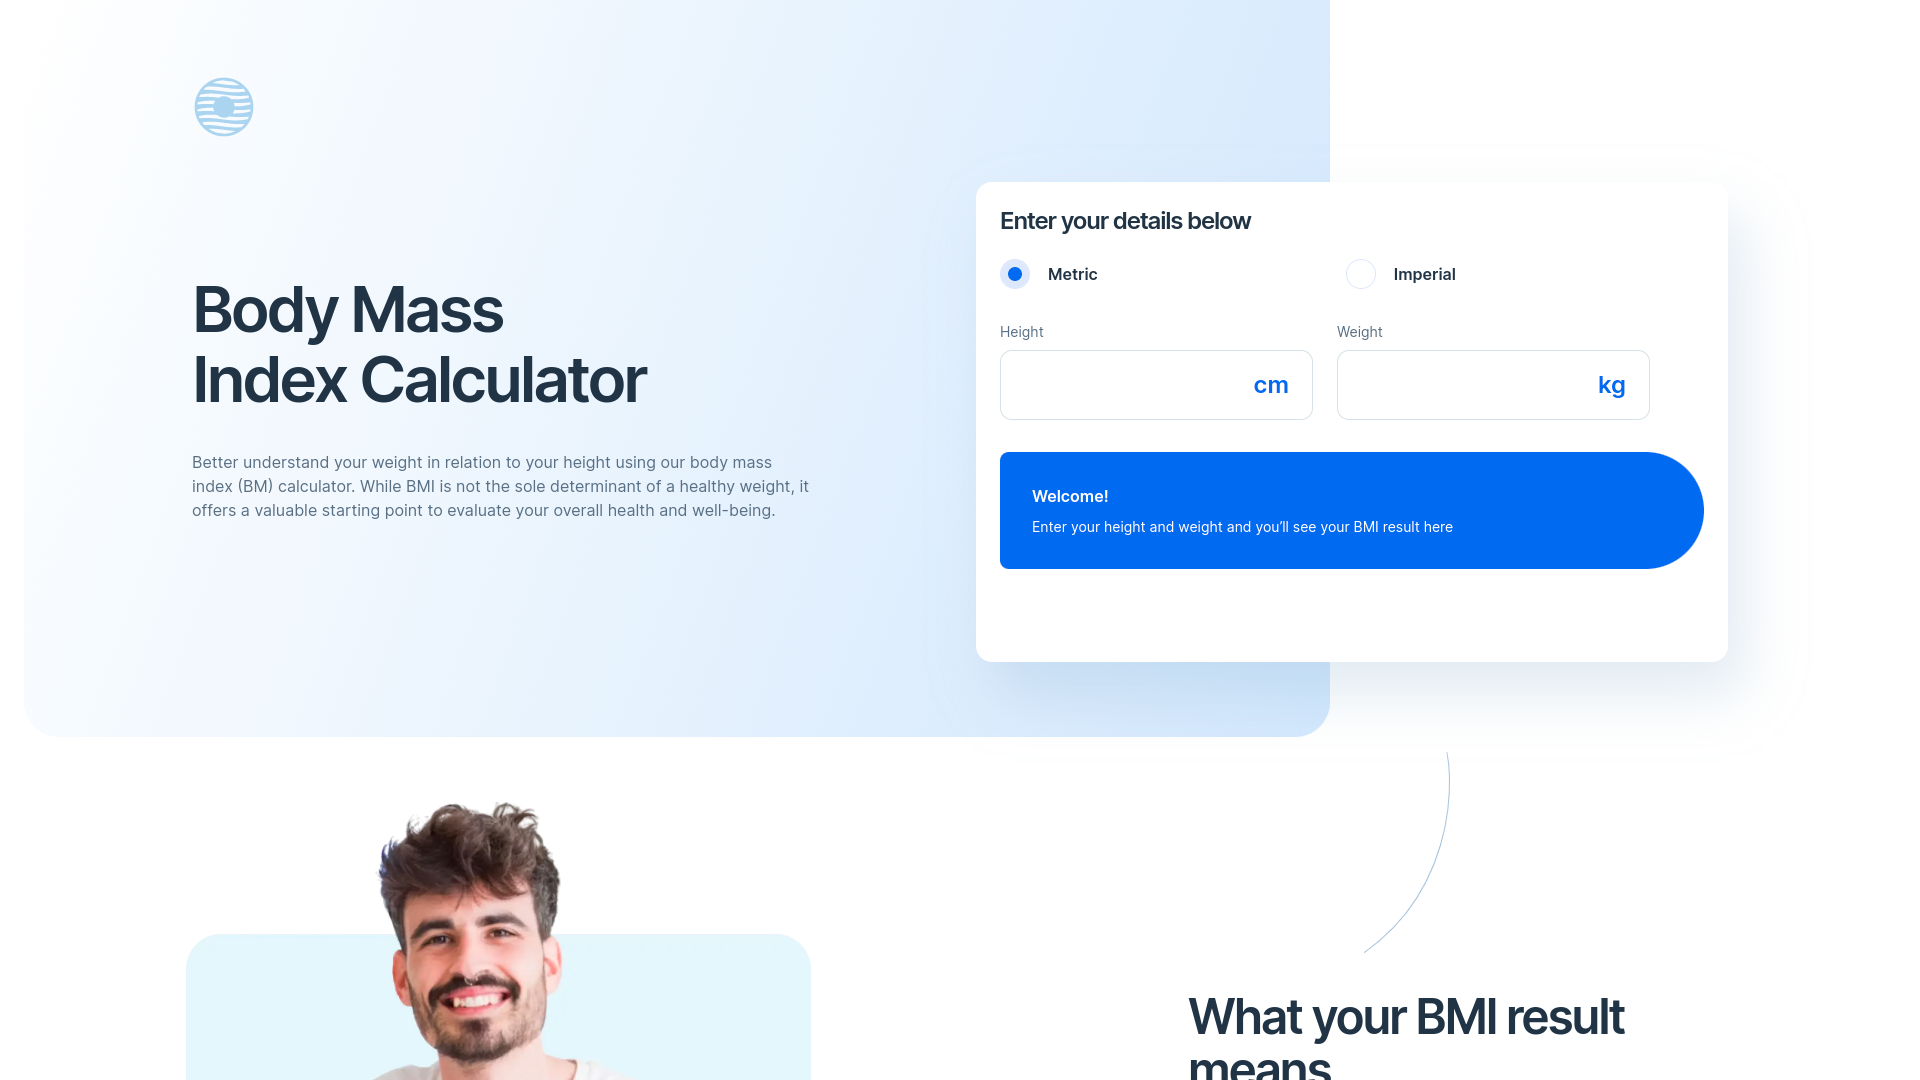 Body Mass
Index Calculator
Better understand your weight in relation to your height using our body mass
index (BM) calculator. While BMI is not the sole determinant of a healthy weight, it
offers a valuable starting point to evaluate your overall health and well-being.
Enter your details below
Metric
Imperial
Height
Weight
cm
kg
Welcome!
Enter your height and weight and you’ll see your BMI result here
What your BMI result
means